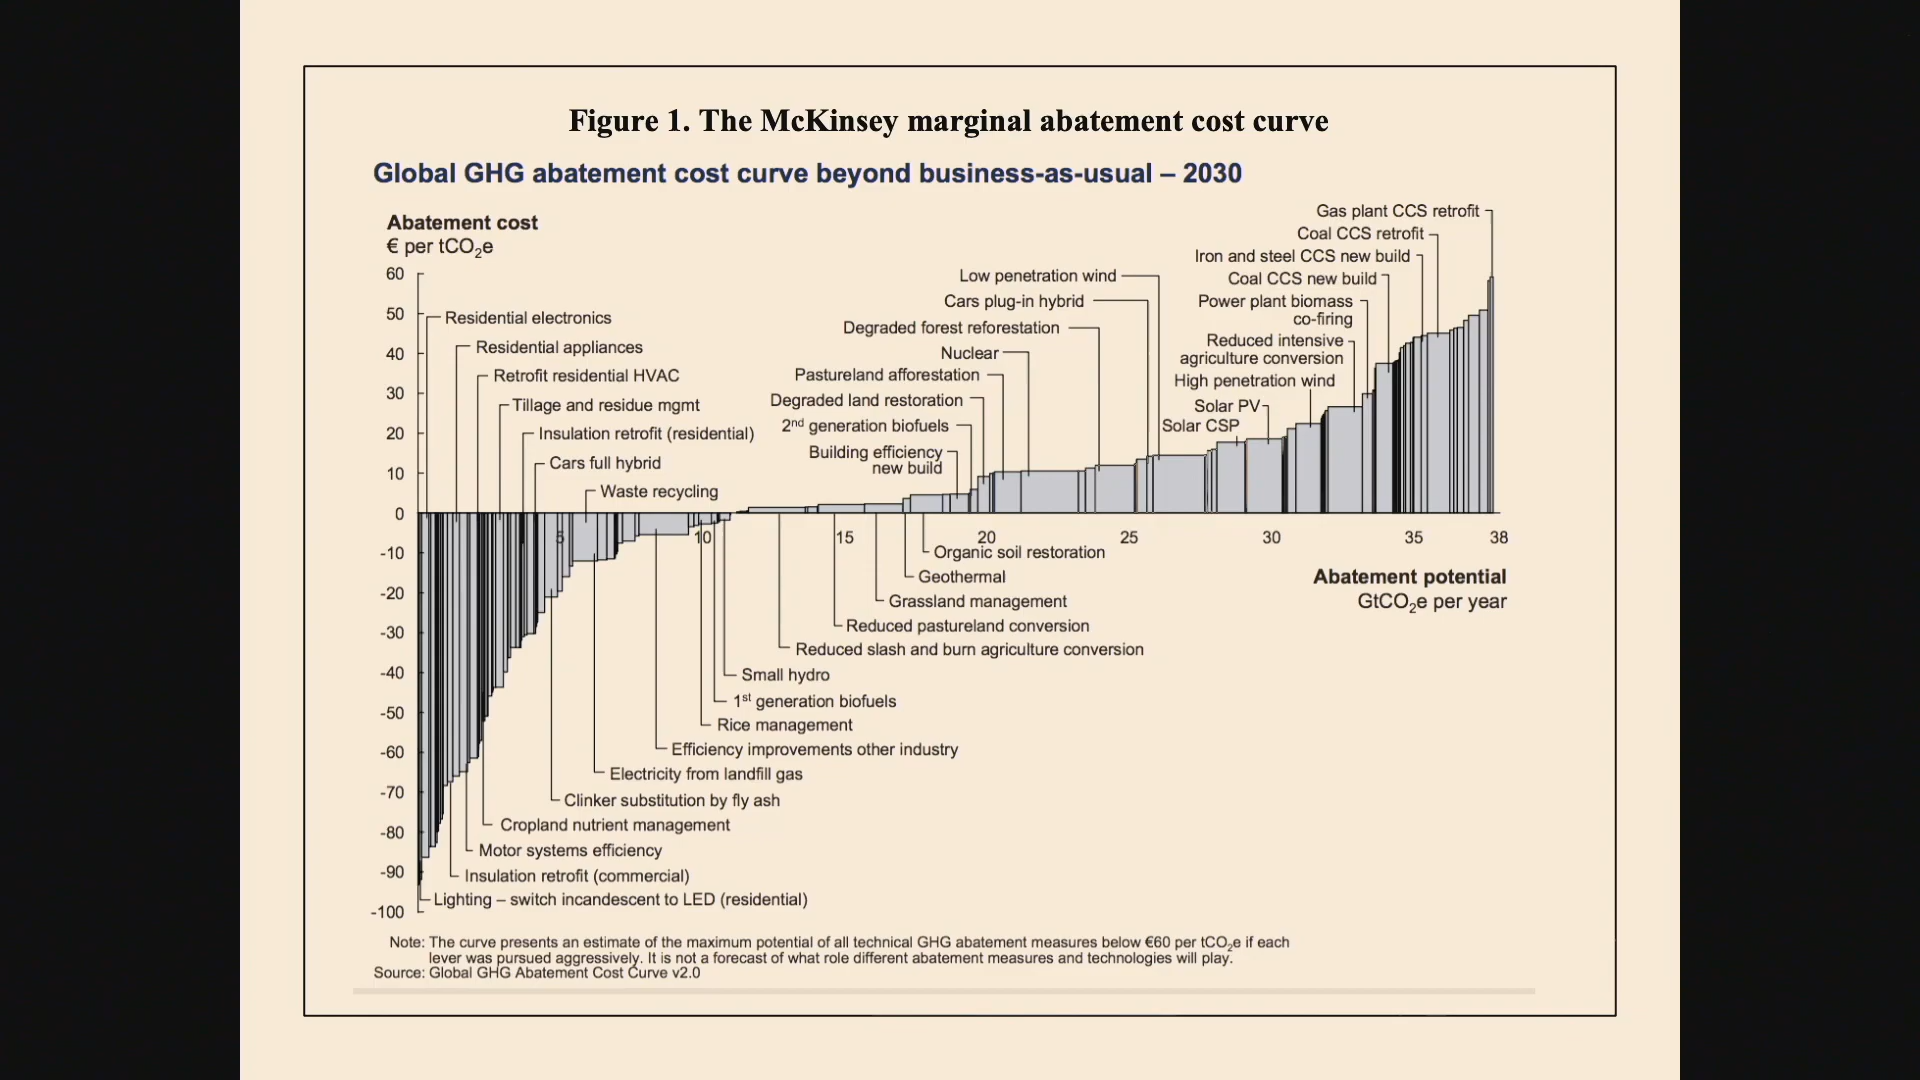 Figure 1. The McKinsey marginal abatement cost curve
Global GHG abatement cost curve beyond business-as-usual – 2030
Abatement cost
€ per tCO₂e
60
50
40
30
20
10
0
-10
-20
-30
-40
-50
-60
-70
-80
-90
-100
Residential electronics
Residential appliances
Retrofit residential HVAC
Tillage and residue mgmt
Insulation retrofit (residential)
Cars full hybrid
Waste recycling
Low penetration wind
Cars plug-in hybrid
Degraded forest reforestation
Nuclear
Pastureland afforestation
Degraded land restoration
2nd generation biofuels
Building efficiency
new build
Gas plant CCS retrofit
Coal CCS retrofit
Iron and steel CCS new build
Coal CCS new build
Power plant biomass
co-firing
Reduced intensive
agriculture conversion
High penetration wind
Solar PV
Solar CSP
5
10
15
20
25
30
35
38
Abatement potential
GtCO₂e per year
Organic soil restoration
Geothermal
Grassland management
Reduced pastureland conversion
Reduced slash and burn agriculture conversion
Small hydro
1st generation biofuels
Rice management
Efficiency improvements other industry
Electricity from landfill gas
Clinker substitution by fly ash
Cropland nutrient management
Motor systems efficiency
Insulation retrofit (commercial)
Lighting – switch incandescent to LED (residential)
Note: The curve presents an estimate of the maximum potential of all technical GHG abatement measures below €60 per tCO₂e if each
lever was pursued aggressively. It is not a forecast of what role different abatement measures and technologies will play.
Source: Global GHG Abatement Cost Curve v2.0